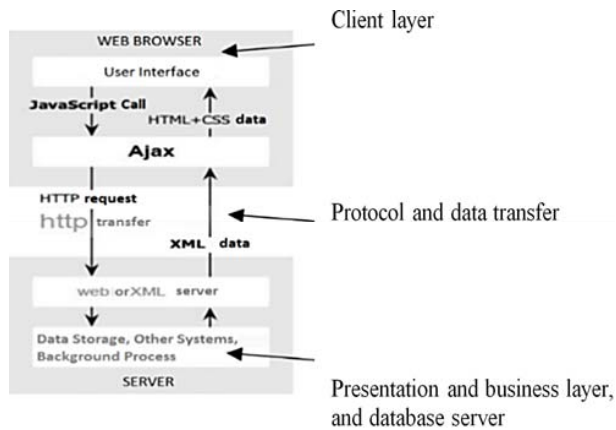 Client layer
WEB BROWSER
User Interface
JavaScript Call
HTML+CSS data
Ajax
HTTP request
http transfer
Protocol and data transfer
XML data
web|orXML server
Data Storage, Other Systems,
Background Process
SERVER
Presentation and business layer,
and database server